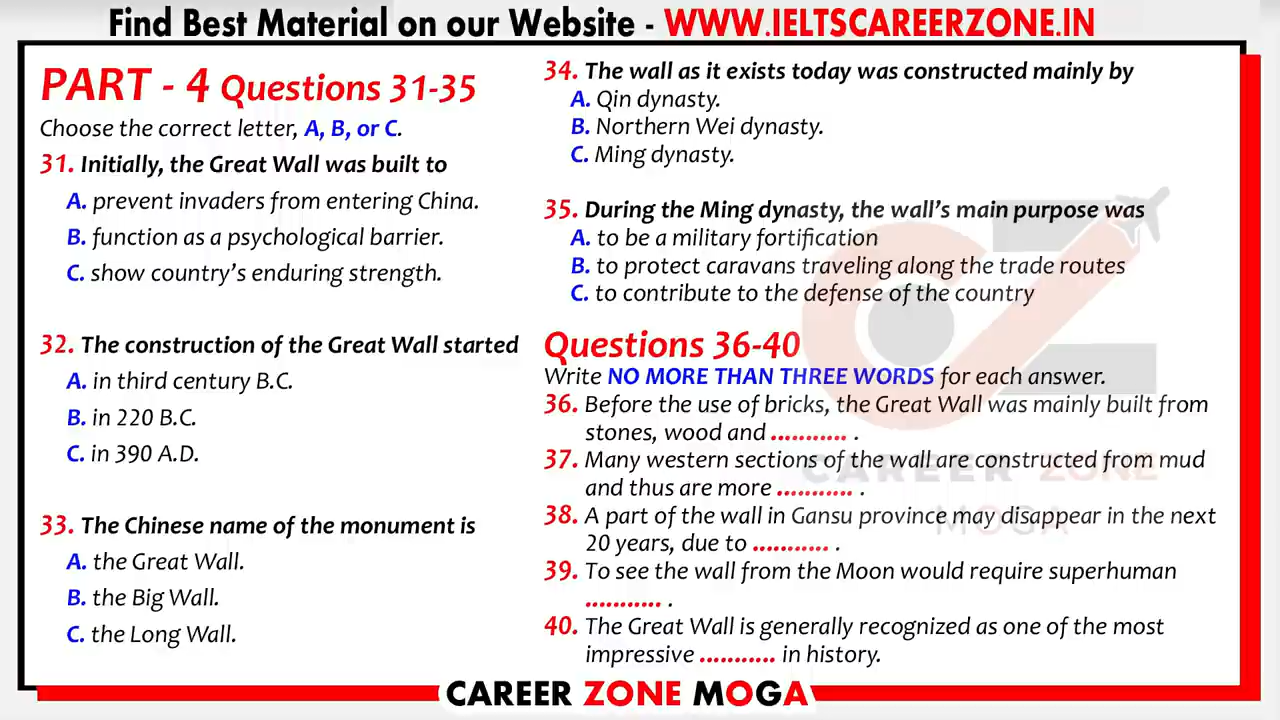 Find Best Material on our Website - WWW.IELTSCAREERZONE.IN
PART - 4 Questions 31-35
Choose the correct letter, A, B, or C.
31. Initially, the Great Wall was built to
A. prevent invaders from entering China.
B. function as a psychological barrier.
C. show country's enduring strength.
32. The construction of the Great Wall started
A. in third century B.C.
B. in 220 B.C.
C. in 390 A.D.
33. The Chinese name of the monument is
A. the Great Wall.
B. the Big Wall.
C. the Long Wall.
34. The wall as it exists today was constructed mainly by
A. Qin dynasty.
B. Northern Wei dynasty.
C. Ming dynasty.
35. During the Ming dynasty, the wall's main purpose was
A. to be a military fortification
B. to protect caravans traveling along the trade routes
C. to contribute to the defense of the country
Questions 36-40
Write NO MORE THAN THREE WORDS for each answer.
36. Before the use of bricks, the Great Wall was mainly built from
stones, wood and ........... .
37. Many western sections of the wall are constructed from mud
and thus are more ........... .
38. A part of the wall in Gansu province may disappear in the next
20 years, due to ........... .
39. To see the wall from the Moon would require superhuman
........... .
40. The Great Wall is generally recognized as one of the most
impressive ........... in history.
CAREER ZONE
MOGA
CAREER ZONE MOGA